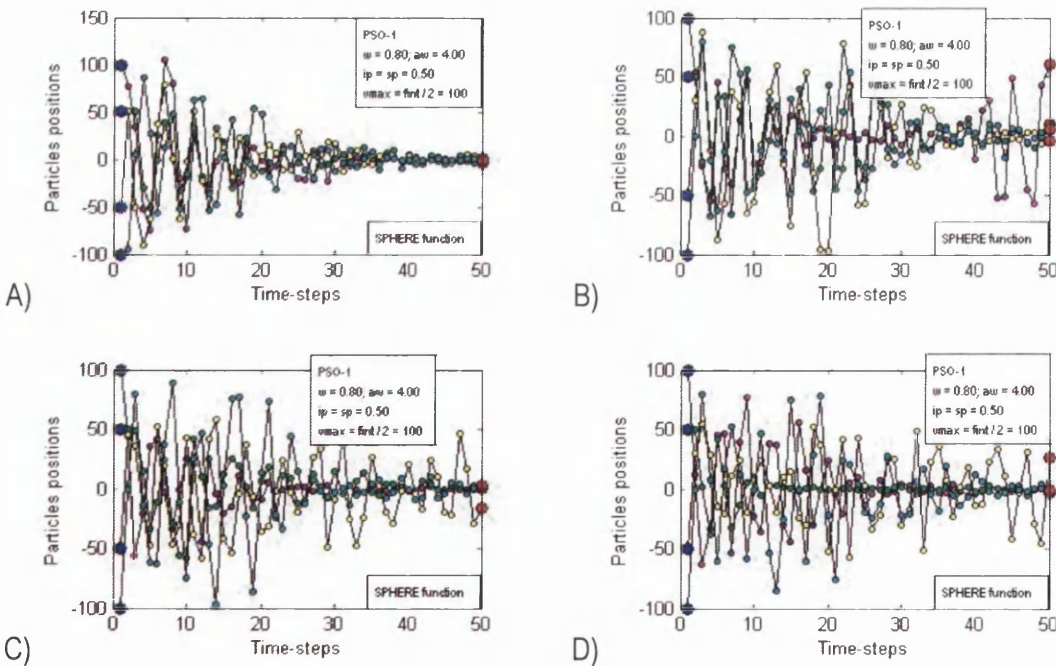 150
100
50
0
-50
-100
Particles positions
PSO-1
w = 0.80; aw = 4.00
ip = sp = 0.50
vmax = fint / 2 = 100
SPHERE function
0 10 20 30 40 50
Time-steps
A)
100
50
0
-50
-100
Particles positions
PSO-1
w = 0.80; aw = 4.00
ip = sp = 0.50
vmax = fint / 2 = 100
SPHERE function
0 10 20 30 40 50
Time-steps
B)
100
50
0
-50
-100
Particles positions
PSO-1
w = 0.80; aw = 4.00
ip = sp = 0.50
vmax = fint / 2 = 100
SPHERE function
0 10 20 30 40 50
Time-steps
C)
100
50
0
-50
-100
Particles positions
PSO-1
w = 0.80; aw = 4.00
ip = sp = 0.50
vmax = fint / 2 = 100
SPHERE function
0 10 20 30 40 50
Time-steps
D)